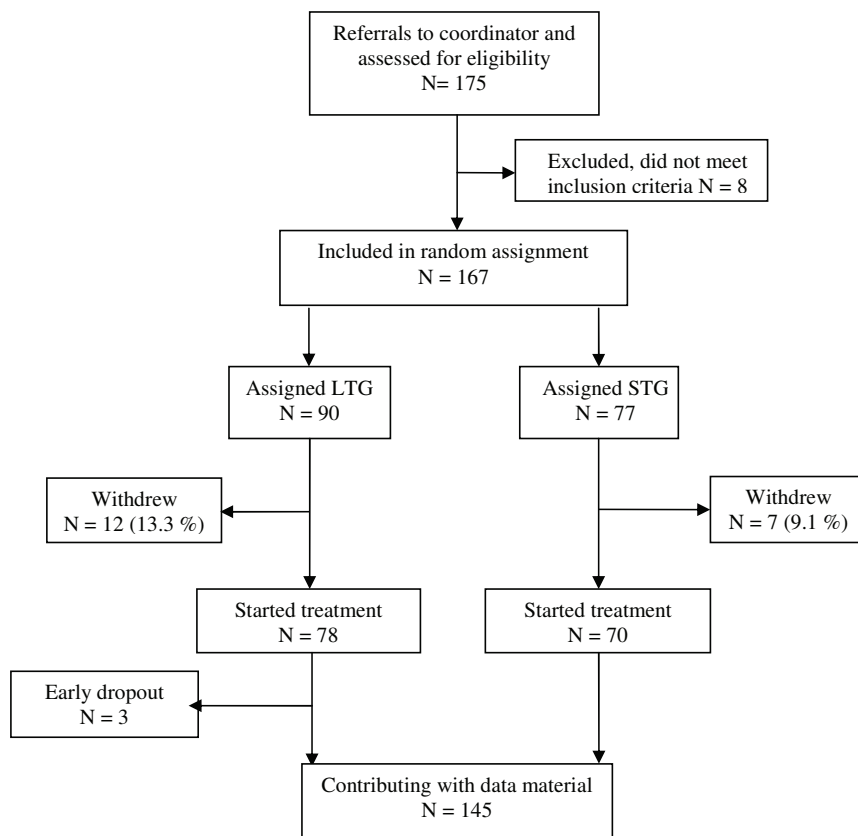 Referrals to coordinator and
assessed for eligibility
N= 175
Excluded, did not meet
inclusion criteria N = 8
Included in random assignment
N = 167
Assigned LTG
N = 90
Assigned STG
N = 77
Withdrew
N = 12 (13.3 %)
Withdrew
N = 7 (9.1 %)
Started treatment
N = 78
Started treatment
N = 70
Early dropout
N = 3
Contributing with data material
N = 145